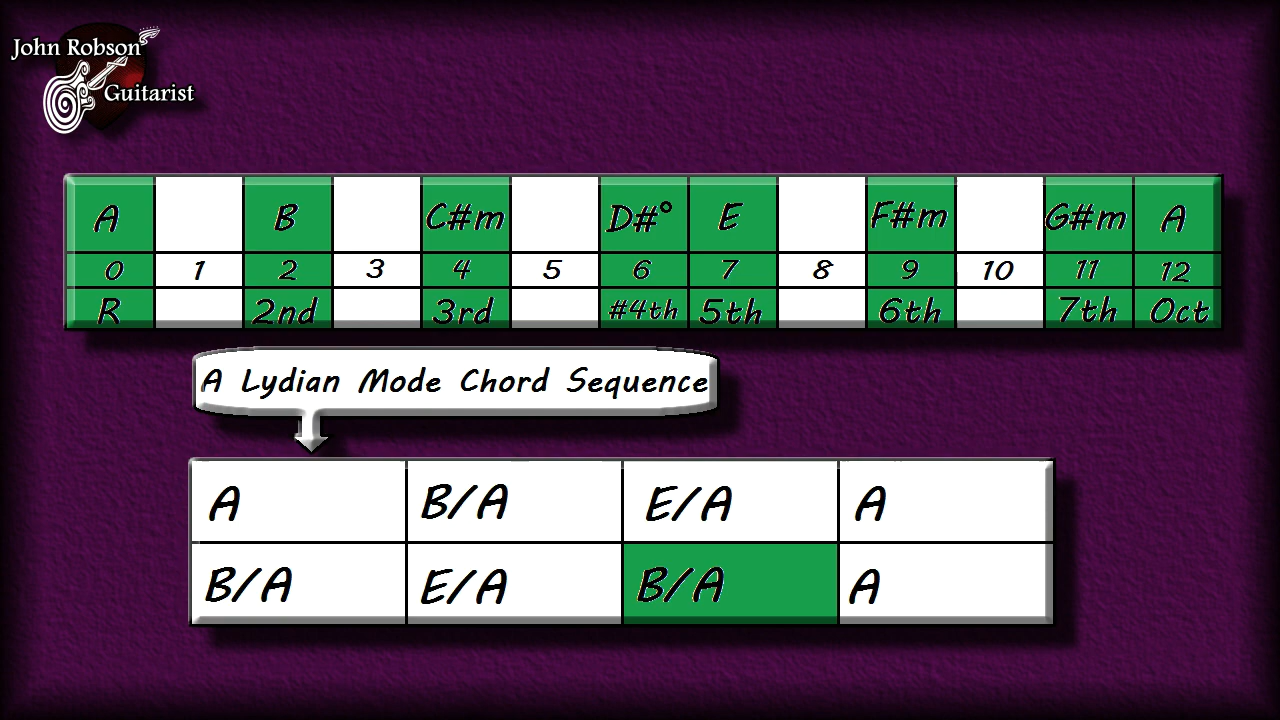 John Robson
Guitarist
A B C#m D#° E F#m G#m A
0 1 2 3 4 5 6 7 8 9 10 11 12
R 2nd 3rd #4th 5th 6th 7th Oct
A Lydian Mode Chord Sequence
A B/A E/A A
B/A E/A B/A A